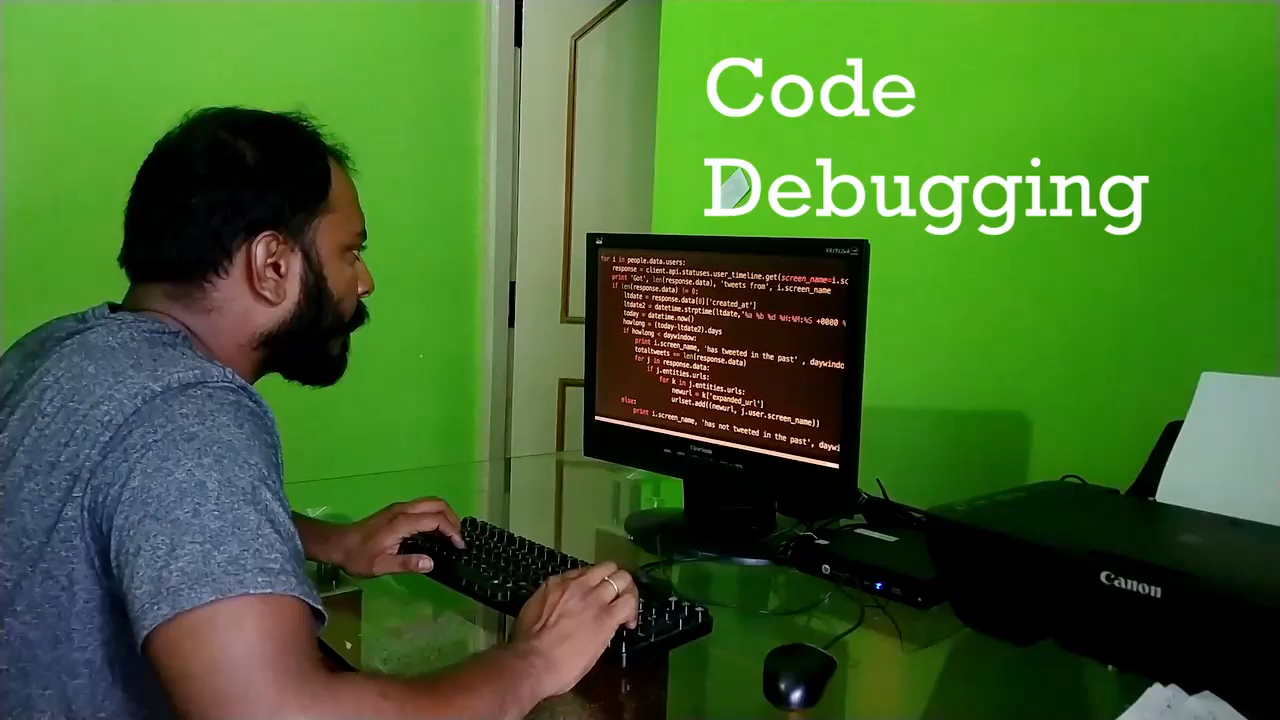 Code
Debugging
for i in people.data.users:
response = client.api.statuses.user_timeline.get(screen_name=i.sc
print 'Got', len(response.data), 'tweets from', i.screen_name
if len(response.data) != 0:
ltdate = response.data[0]['created_at']
ltdate2 = datetime.strptime(ltdate,'%a %b %d %H:%M:%S +0000 %
today = datetime.now()
howlong = (today-ltdate2).days
if howlong < daywindow:
print i.screen_name, 'has tweeted in the past' , daywindo
totaltweets += len(response.data)
for j in response.data:
if j.entities.urls:
for k in j.entities.urls:
newurl = k['expanded_url']
urlset.add((newurl, j.user.screen_name))
else:
print i.screen_name, 'has not tweeted in the past', daywi
Canon